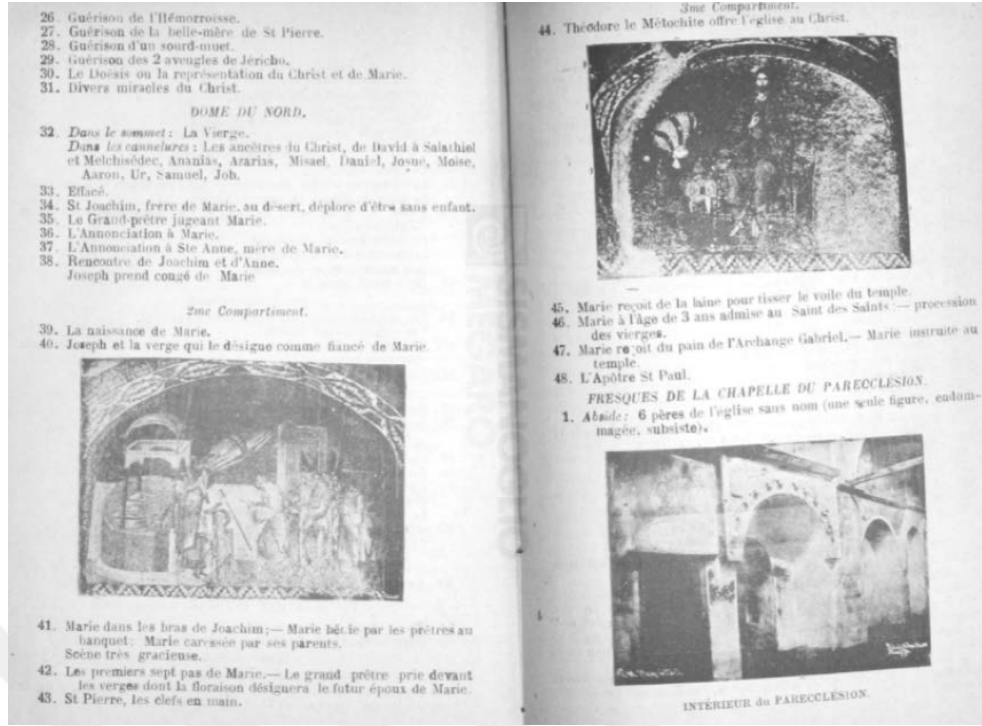 26. Guérison de l'Hémorroisse.
27. Guérison de la belle-mère de St Pierre.
28. Guérison d'un sourd-muet.
29. Guérison des 2 aveugles de Jéricho.
30. Le Doësis ou la représentation du Christ et de Marie.
31. Divers miracles du Christ.
DOME DU NORD.
32. Dans le sommet : La Vierge.
Dans les cannelures : Les ancêtres du Christ, de David à Salathiel
et Melchisédec, Ananias, Azarias, Misael, Daniel, Josué, Moise,
Aaron, Ur, Samuel, Job.
33. Effacé.
34. St Joachim, frere de Marie, au désert, déplore d'être sans enfant.
35. Le Grand-prêtre jugeant Marie.
36. L'Annonciation à Marie.
37. L'Annonciation à Ste Anne, mère de Marie.
38. Rencontre de Joachim et d'Anne.
Joseph prend congé de Marie
2me Compartiment.
39. La naissance de Marie.
40. Joseph et la verge qui le désigue comme fiancé de Marie.
41. Marie dans les bras de Joachim;— Marie bénie par les prêtres au
banquet; Marie caressée par ses parents.
Scène très gracieuse.
42. Les premiers sept pas de Marie.— Le grand prêtre prie devant
les verges dont la floraison désignera le futur époux de Marie.
43. St Pierre, les clefs en main.
3me Compartiment.
44. Théodore le Métochite offre l'eglise au Christ.
45. Marie reçoit de la laine pour tisser le voile du temple.
46. Marie à l'âge de 3 ans admise au Saint des Saints :— procession
des vierges.
47. Marie reçoit du pain de l'Archange Gabriel.— Marie instruite au
temple.
48. L'Apôtre St Paul.
FRESQUES DE LA CHAPELLE DU PARECCLÉSION.
1. Abside : 6 pères de l'église sans nom (une seule figure, endom-
magée, subsiste).
INTÉRIEUR du PARECCLÉSION.